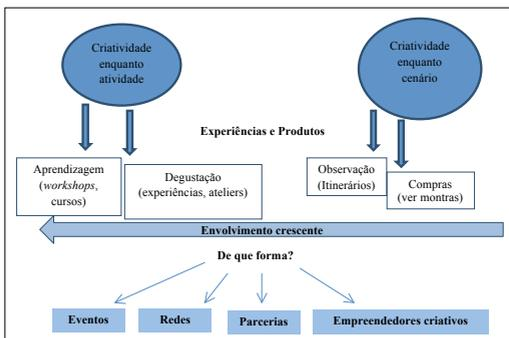 Criatividade
enquanto
atividade
Criatividade
enquanto
cenário
Experiências e Produtos
Aprendizagem
(workshops,
cursos)
Degustação
(experiências, ateliers)
Observação
(Itinerários)
Compras
(ver montras)
Envolvimento crescente
De que forma?
Eventos
Redes
Parcerias
Empreendedores criativos